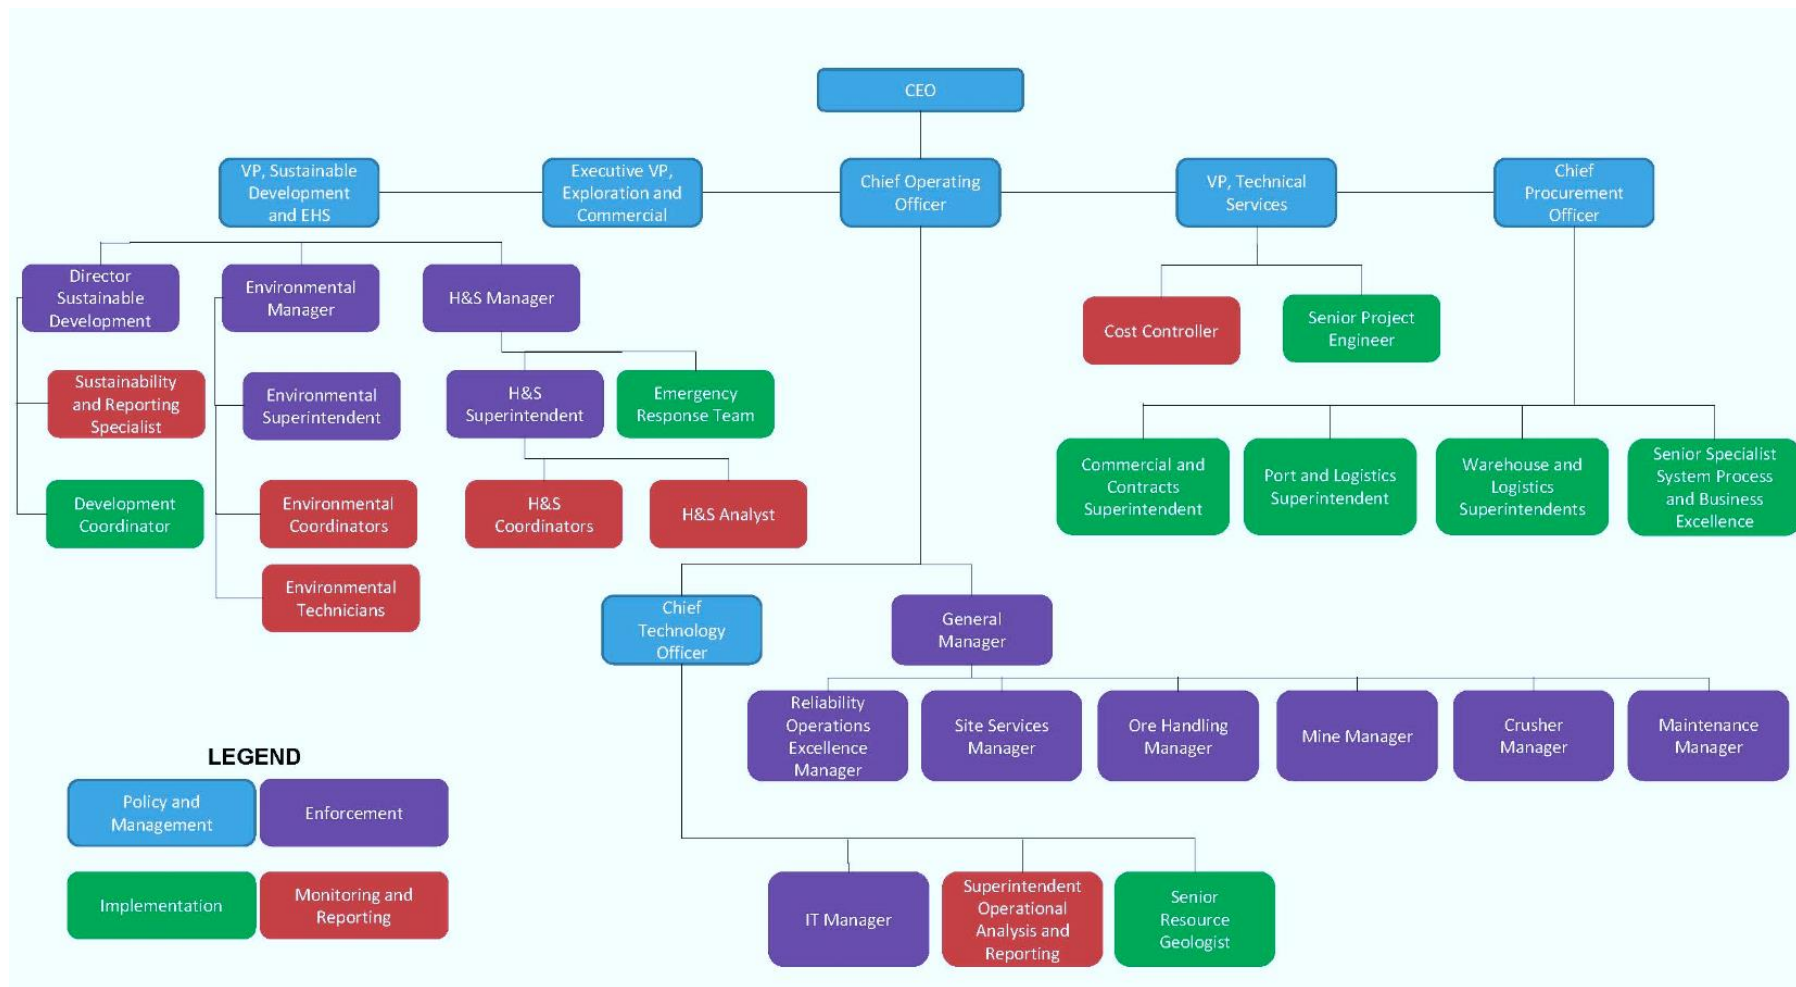 CEO
VP, Sustainable
Development
and EHS
Executive VP,
Exploration and
Commercial
Chief Operating
Officer
VP, Technical
Services
Chief
Procurement
Officer
Director
Sustainable
Development
Environmental
Manager
H&S Manager
Cost Controller
Senior Project
Engineer
Sustainability
and Reporting
Specialist
Environmental
Superintendent
H&S
Superintendent
Emergency
Response Team
Commercial and
Contracts
Superintendent
Port and Logistics
Superintendent
Warehouse and
Logistics
Superintendents
Senior Specialist
System Process
and Business
Excellence
Development
Coordinator
Environmental
Coordinators
H&S
Coordinators
H&S Analyst
Environmental
Technicians
Chief
Technology
Officer
General
Manager
Reliability
Operations
Excellence
Manager
Site Services
Manager
Ore Handling
Manager
Mine Manager
Crusher
Manager
Maintenance
Manager
LEGEND
Policy and
Management
Enforcement
Implementation
Monitoring and
Reporting
IT Manager
Superintendent
Operational
Analysis and
Reporting
Senior
Resource
Geologist